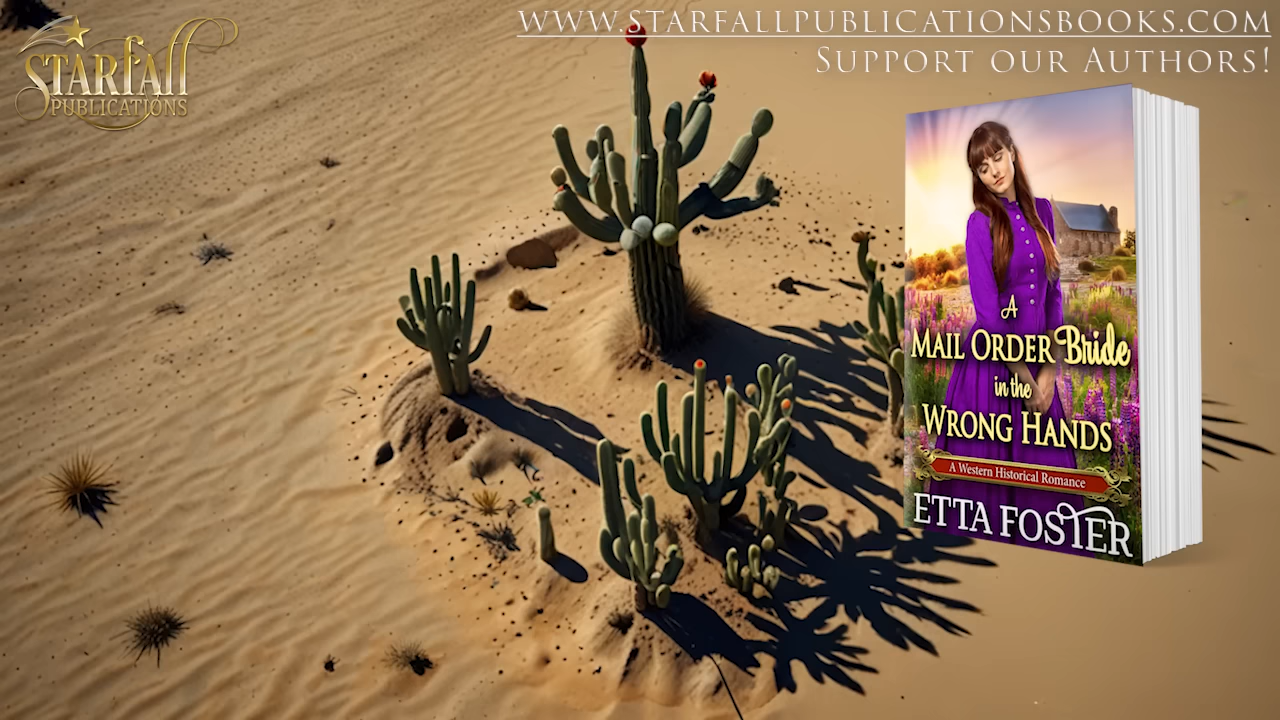 STARfall
PUBLICATIONS
WWW.STARFALLPUBLICATIONSBOOKS.COM
SUPPORT OUR AUTHORS!
A
MAIL ORDER Bride
in the
WRONG HANDS
A Western Historical Romance
ETTA FOSTER